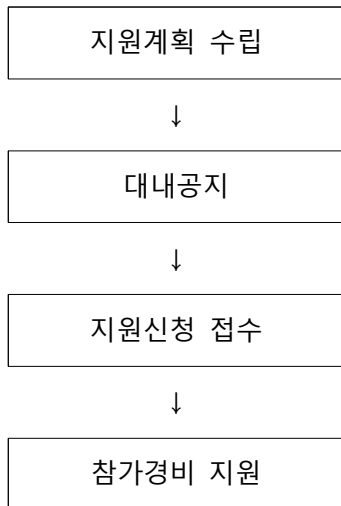 지원계획 수립
↓
대내공지
↓
지원신청 접수
↓
참가경비 지원